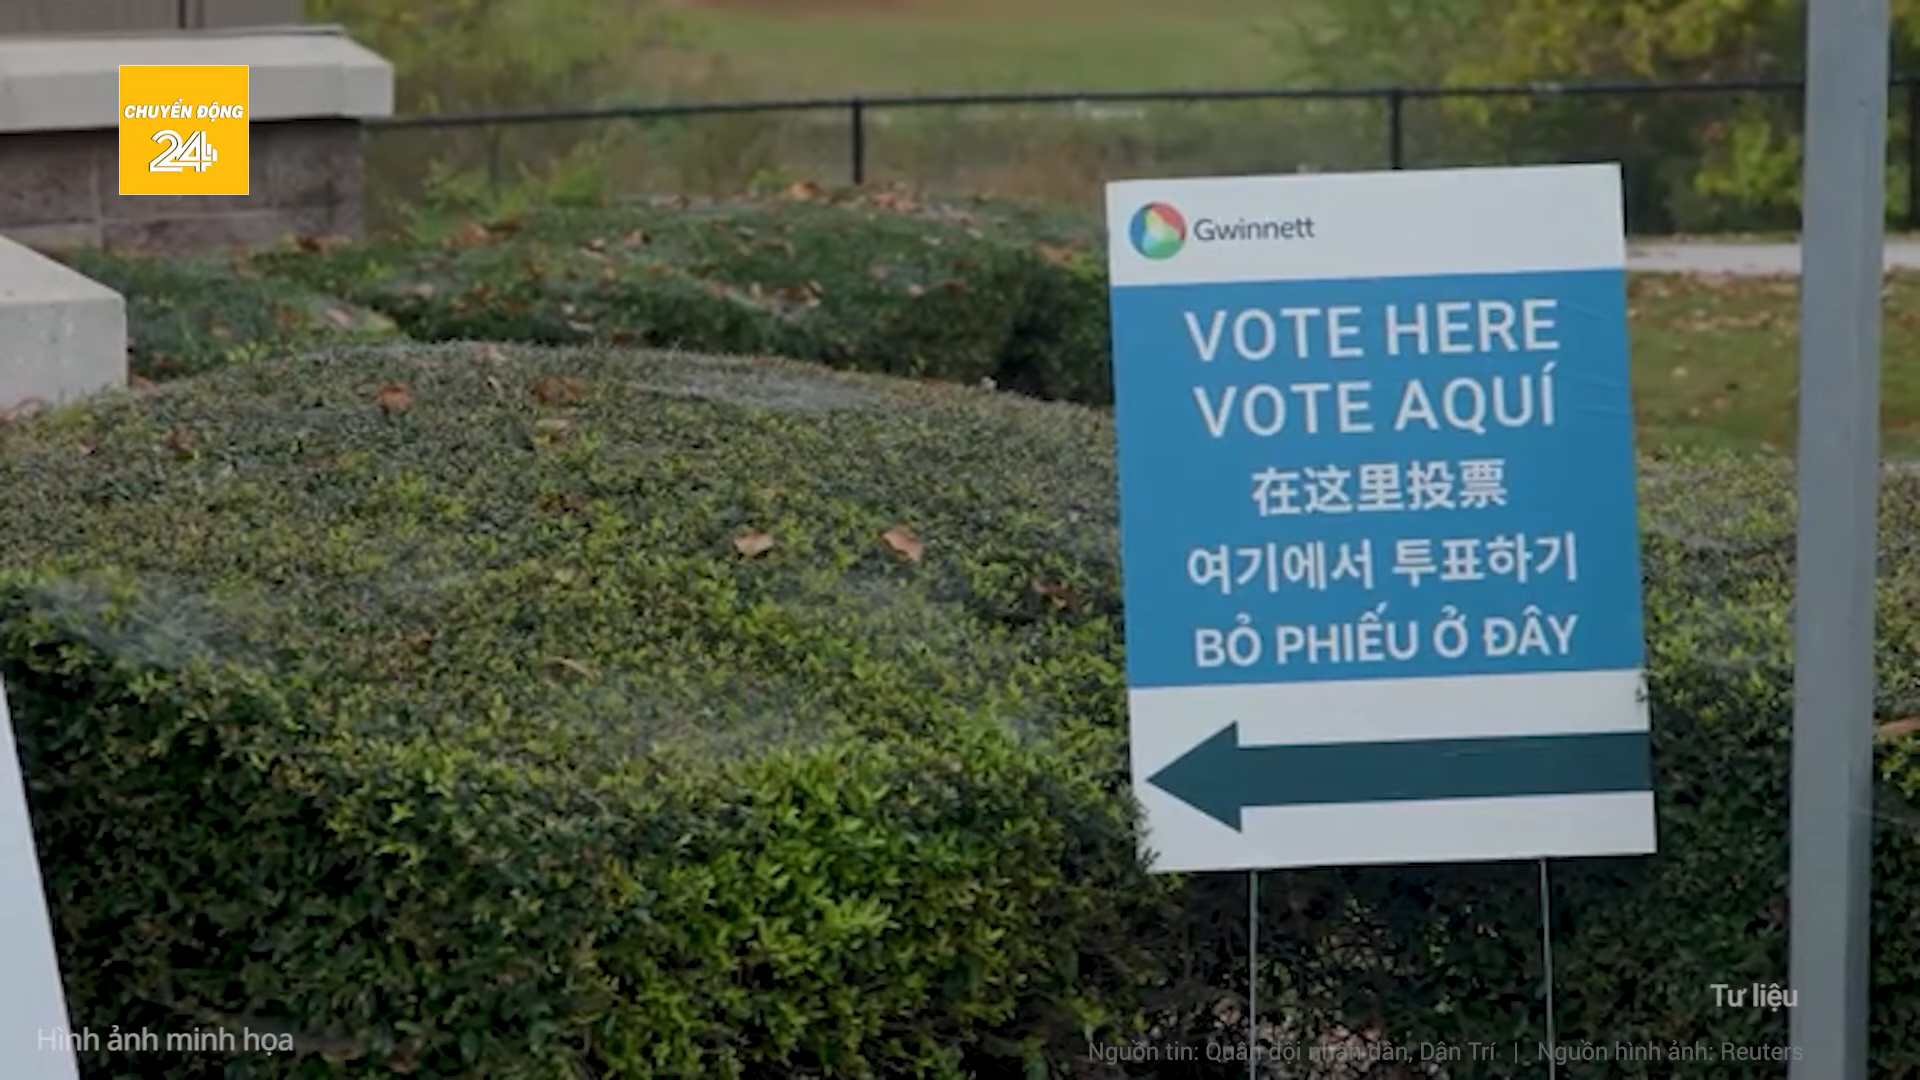 CHUYỂN ĐỘNG
24h
Gwinnett
VOTE HERE
VOTE AQUÍ
在这里投票
여기에서 투표하기
BỎ PHIẾU Ở ĐÂY
Tư liệu
Hình ảnh minh họa
Nguồn tin: Quân đội nhân dân, Dân Trí | Nguồn hình ảnh: Reuters